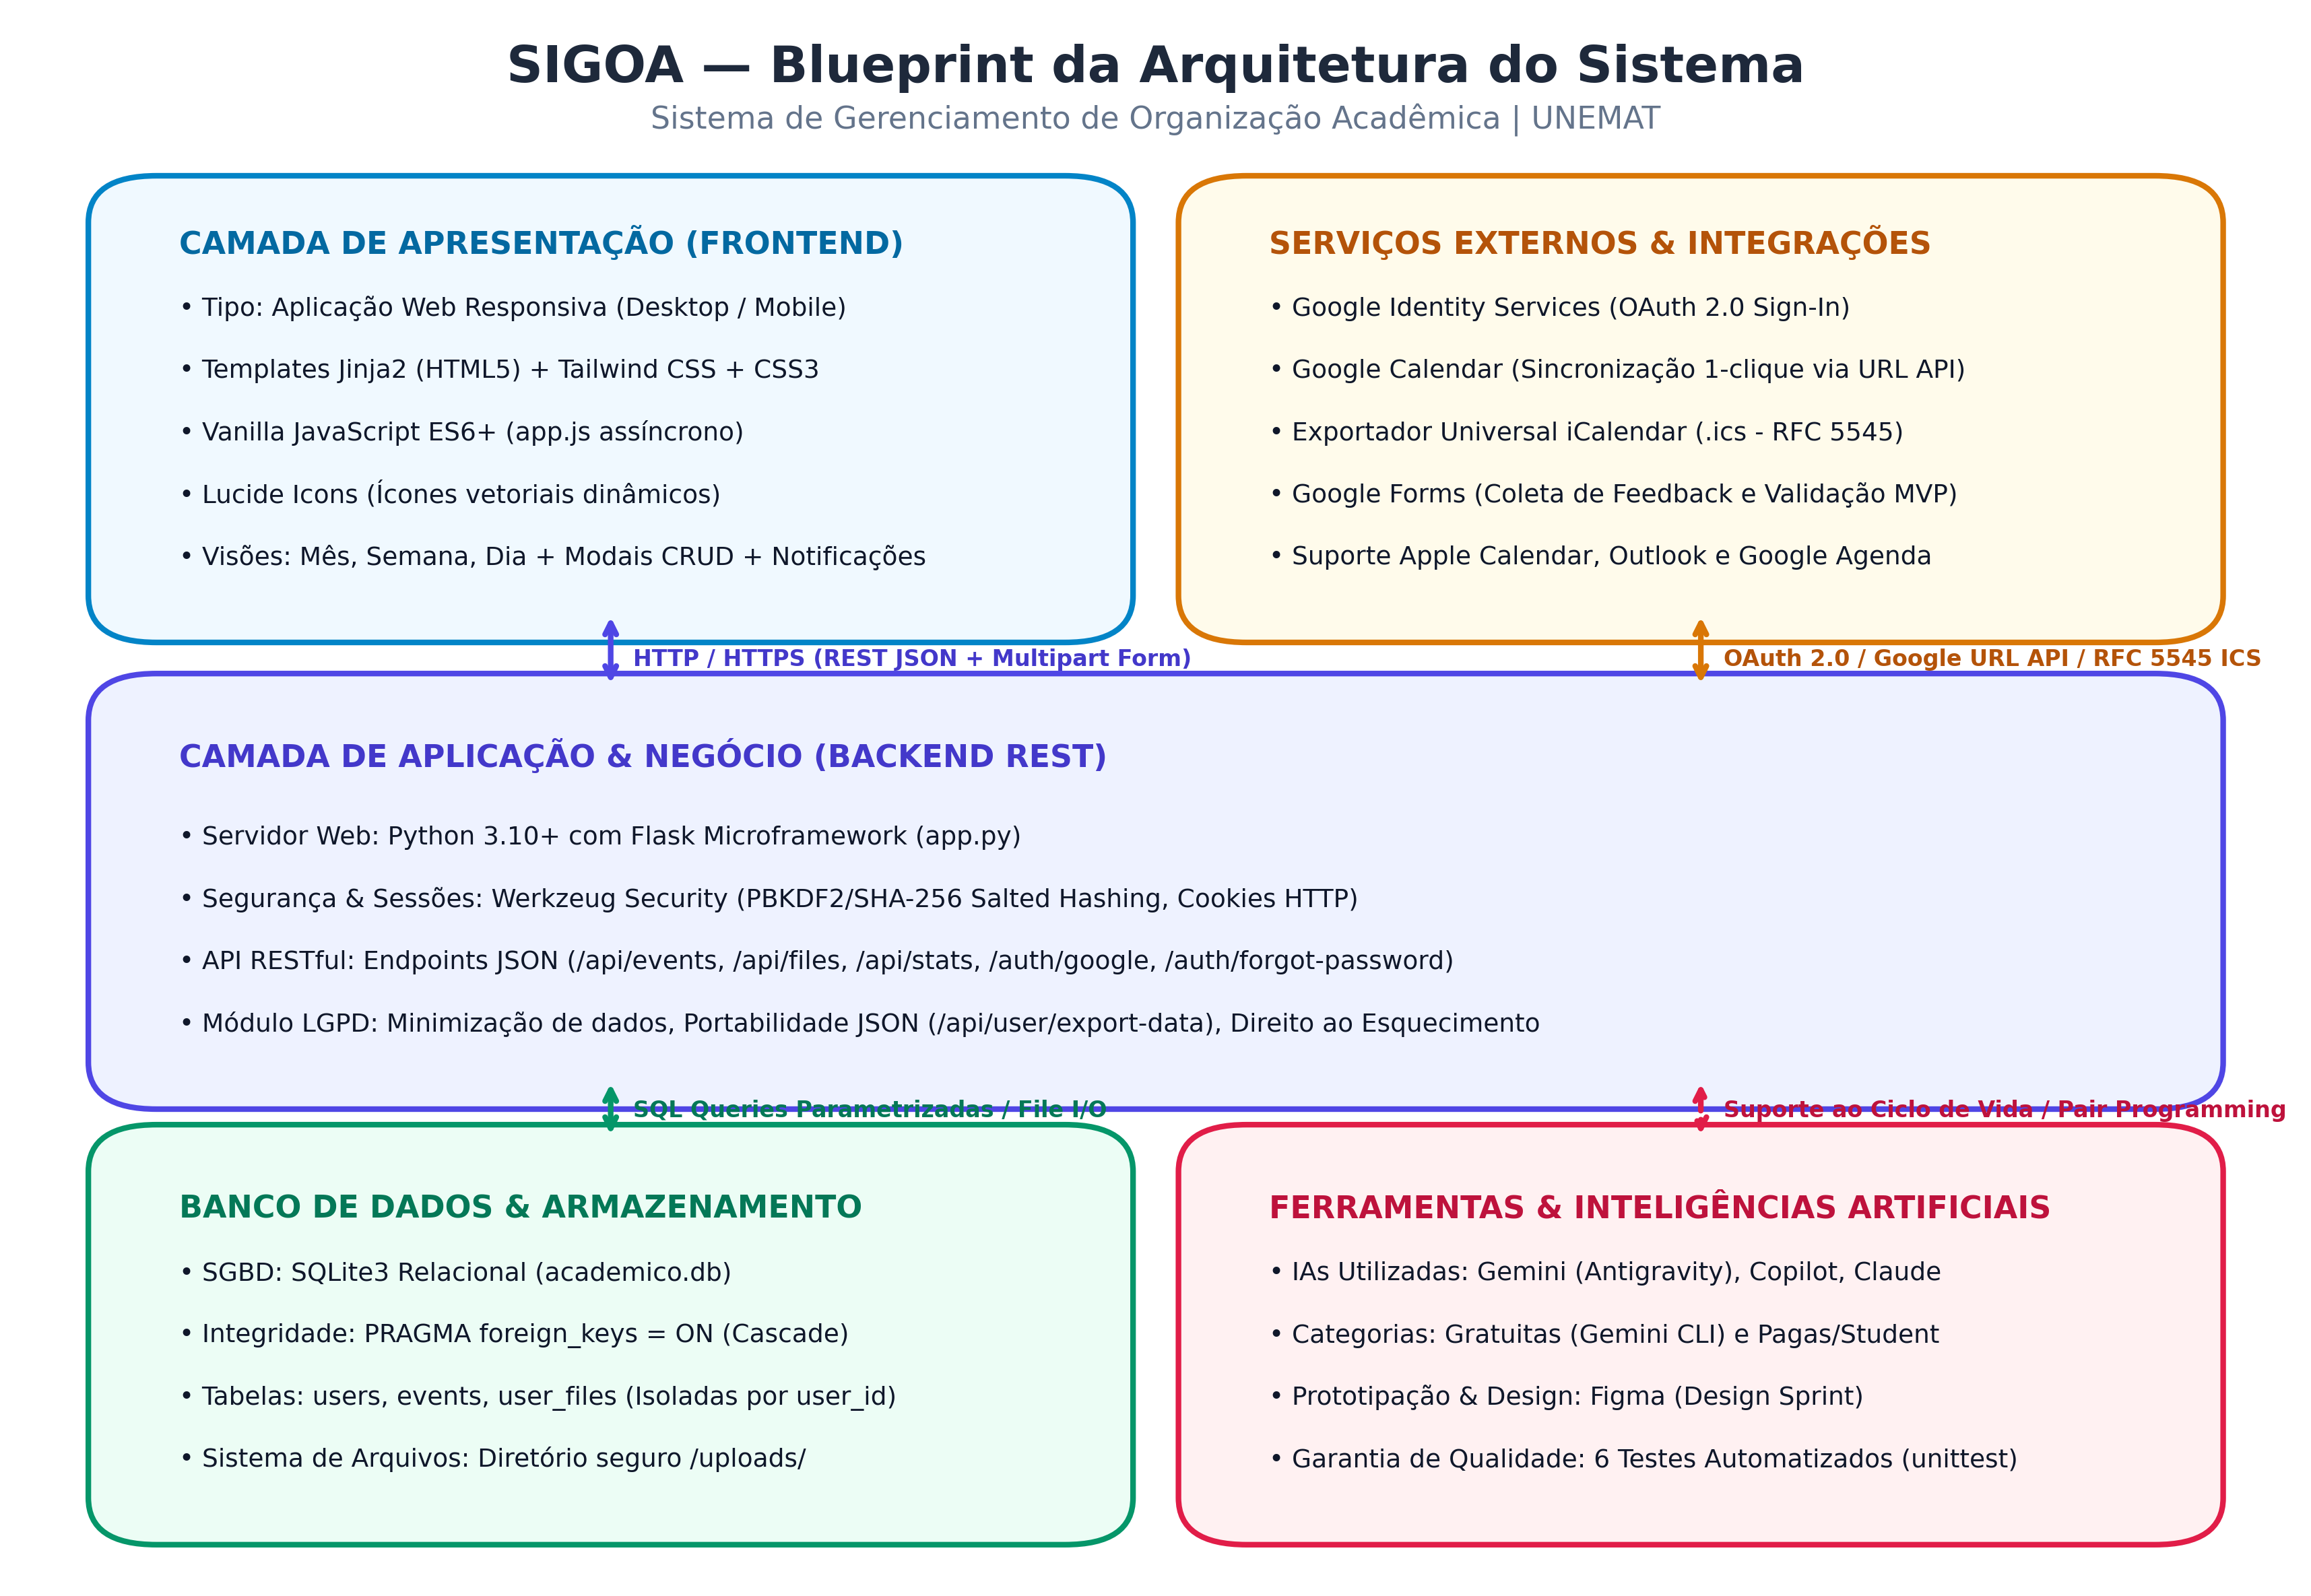 SIGOA — Blueprint da Arquitetura do Sistema
Sistema de Gerenciamento de Organização Acadêmica | UNEMAT
CAMADA DE APRESENTAÇÃO (FRONTEND)
• Tipo: Aplicação Web Responsiva (Desktop / Mobile)
• Templates Jinja2 (HTML5) + Tailwind CSS + CSS3
• Vanilla JavaScript ES6+ (app.js assíncrono)
• Lucide Icons (Ícones vetoriais dinâmicos)
• Visões: Mês, Semana, Dia + Modais CRUD + Notificações
SERVIÇOS EXTERNOS & INTEGRAÇÕES
• Google Identity Services (OAuth 2.0 Sign-In)
• Google Calendar (Sincronização 1-clique via URL API)
• Exportador Universal iCalendar (.ics - RFC 5545)
• Google Forms (Coleta de Feedback e Validação MVP)
• Suporte Apple Calendar, Outlook e Google Agenda
HTTP / HTTPS (REST JSON + Multipart Form)
OAuth 2.0 / Google URL API / RFC 5545 ICS
CAMADA DE APLICAÇÃO & NEGÓCIO (BACKEND REST)
• Servidor Web: Python 3.10+ com Flask Microframework (app.py)
• Segurança & Sessões: Werkzeug Security (PBKDF2/SHA-256 Salted Hashing, Cookies HTTP)
• API RESTful: Endpoints JSON (/api/events, /api/files, /api/stats, /auth/google, /auth/forgot-password)
• Módulo LGPD: Minimização de dados, Portabilidade JSON (/api/user/export-data), Direito ao Esquecimento
SQL Queries Parametrizadas / File I/O
Suporte ao Ciclo de Vida / Pair Programming
BANCO DE DADOS & ARMAZENAMENTO
• SGBD: SQLite3 Relacional (academico.db)
• Integridade: PRAGMA foreign_keys = ON (Cascade)
• Tabelas: users, events, user_files (Isoladas por user_id)
• Sistema de Arquivos: Diretório seguro /uploads/
FERRAMENTAS & INTELIGÊNCIAS ARTIFICIAIS
• IAs Utilizadas: Gemini (Antigravity), Copilot, Claude
• Categorias: Gratuitas (Gemini CLI) e Pagas/Student
• Prototipação & Design: Figma (Design Sprint)
• Garantia de Qualidade: 6 Testes Automatizados (unittest)